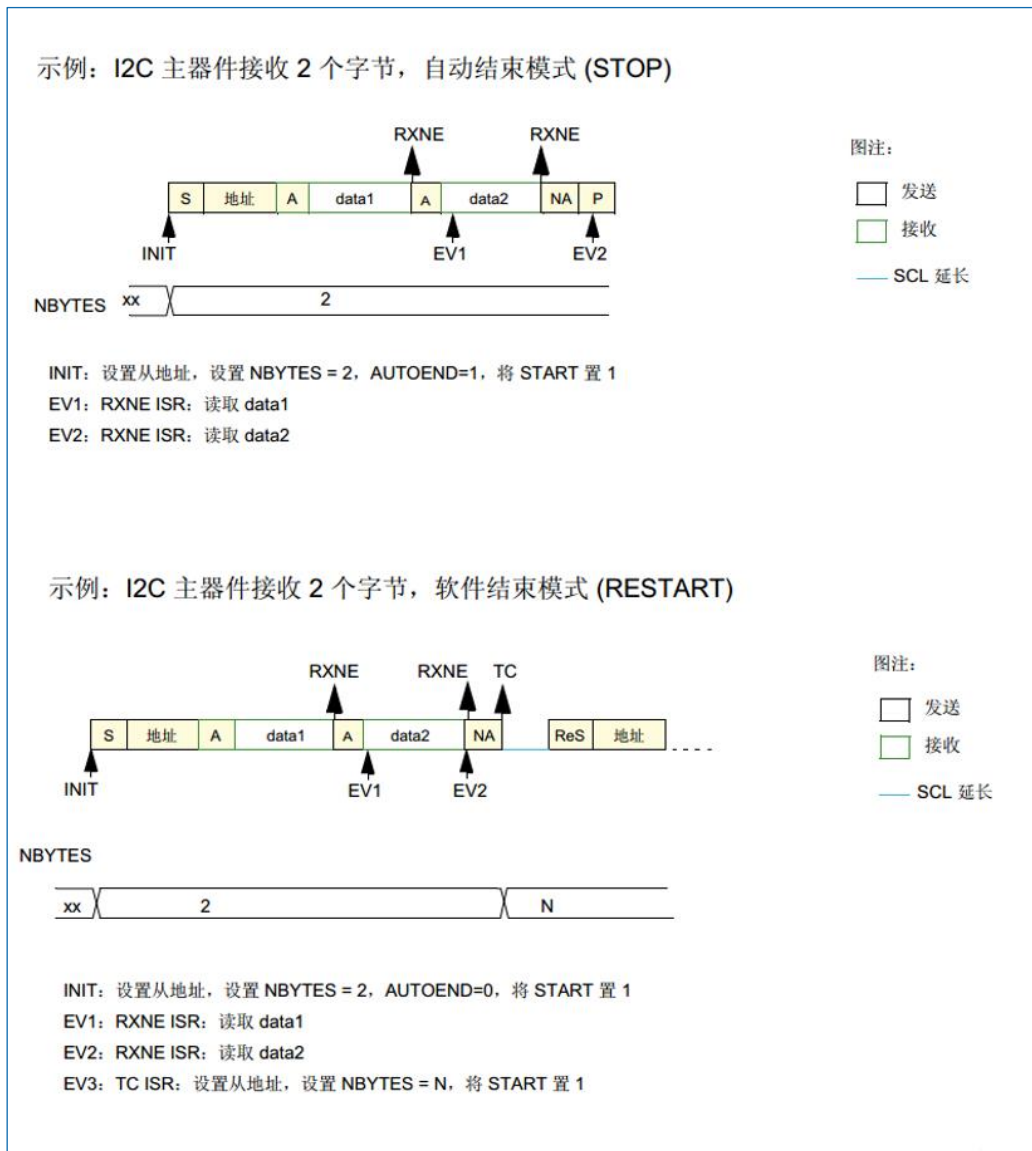 示例：I2C 主器件接收 2 个字节，自动结束模式 (STOP)
RXNE RXNE
图注：
S 地址 A data1 A data2 NA P
发送
接收
INIT EV1 EV2
SCL 延长
NBYTES xx 2
INIT：设置从地址，设置 NBYTES = 2，AUTOEND=1，将 START 置 1
EV1：RXNE ISR：读取 data1
EV2：RXNE ISR：读取 data2
示例：I2C 主器件接收 2 个字节，软件结束模式 (RESTART)
RXNE RXNE TC
图注：
发送
S 地址 A data1 A data2 NA ReS 地址
接收
INIT EV1 EV2
SCL 延长
NBYTES
xx 2 N
INIT：设置从地址，设置 NBYTES = 2，AUTOEND=0，将 START 置 1
EV1：RXNE ISR：读取 data1
EV2：RXNE ISR：读取 data2
EV3：TC ISR：设置从地址，设置 NBYTES = N，将 START 置 1